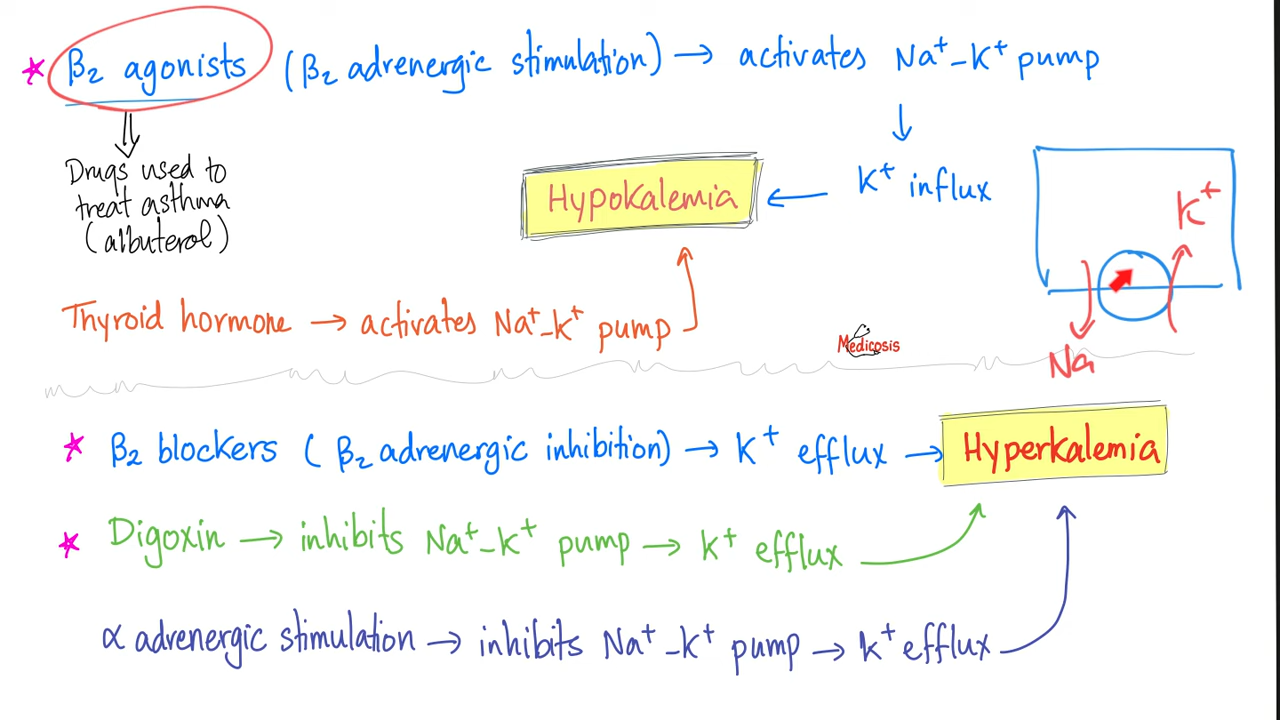 β₂ agonists (β₂ adrenergic stimulation) → activates Na⁺-K⁺ pump
↓
Drugs used to
treat asthma
(albuterol)
Hypokalemia ← K⁺ influx
K⁺
Na
Thyroid hormone → activates Na⁺-K⁺ pump
Medicosis
β₂ blockers (β₂ adrenergic inhibition) → K⁺ efflux → Hyperkalemia
Digoxin → inhibits Na⁺-K⁺ pump → K⁺ efflux
α adrenergic stimulation → inhibits Na⁺-K⁺ pump → K⁺ efflux